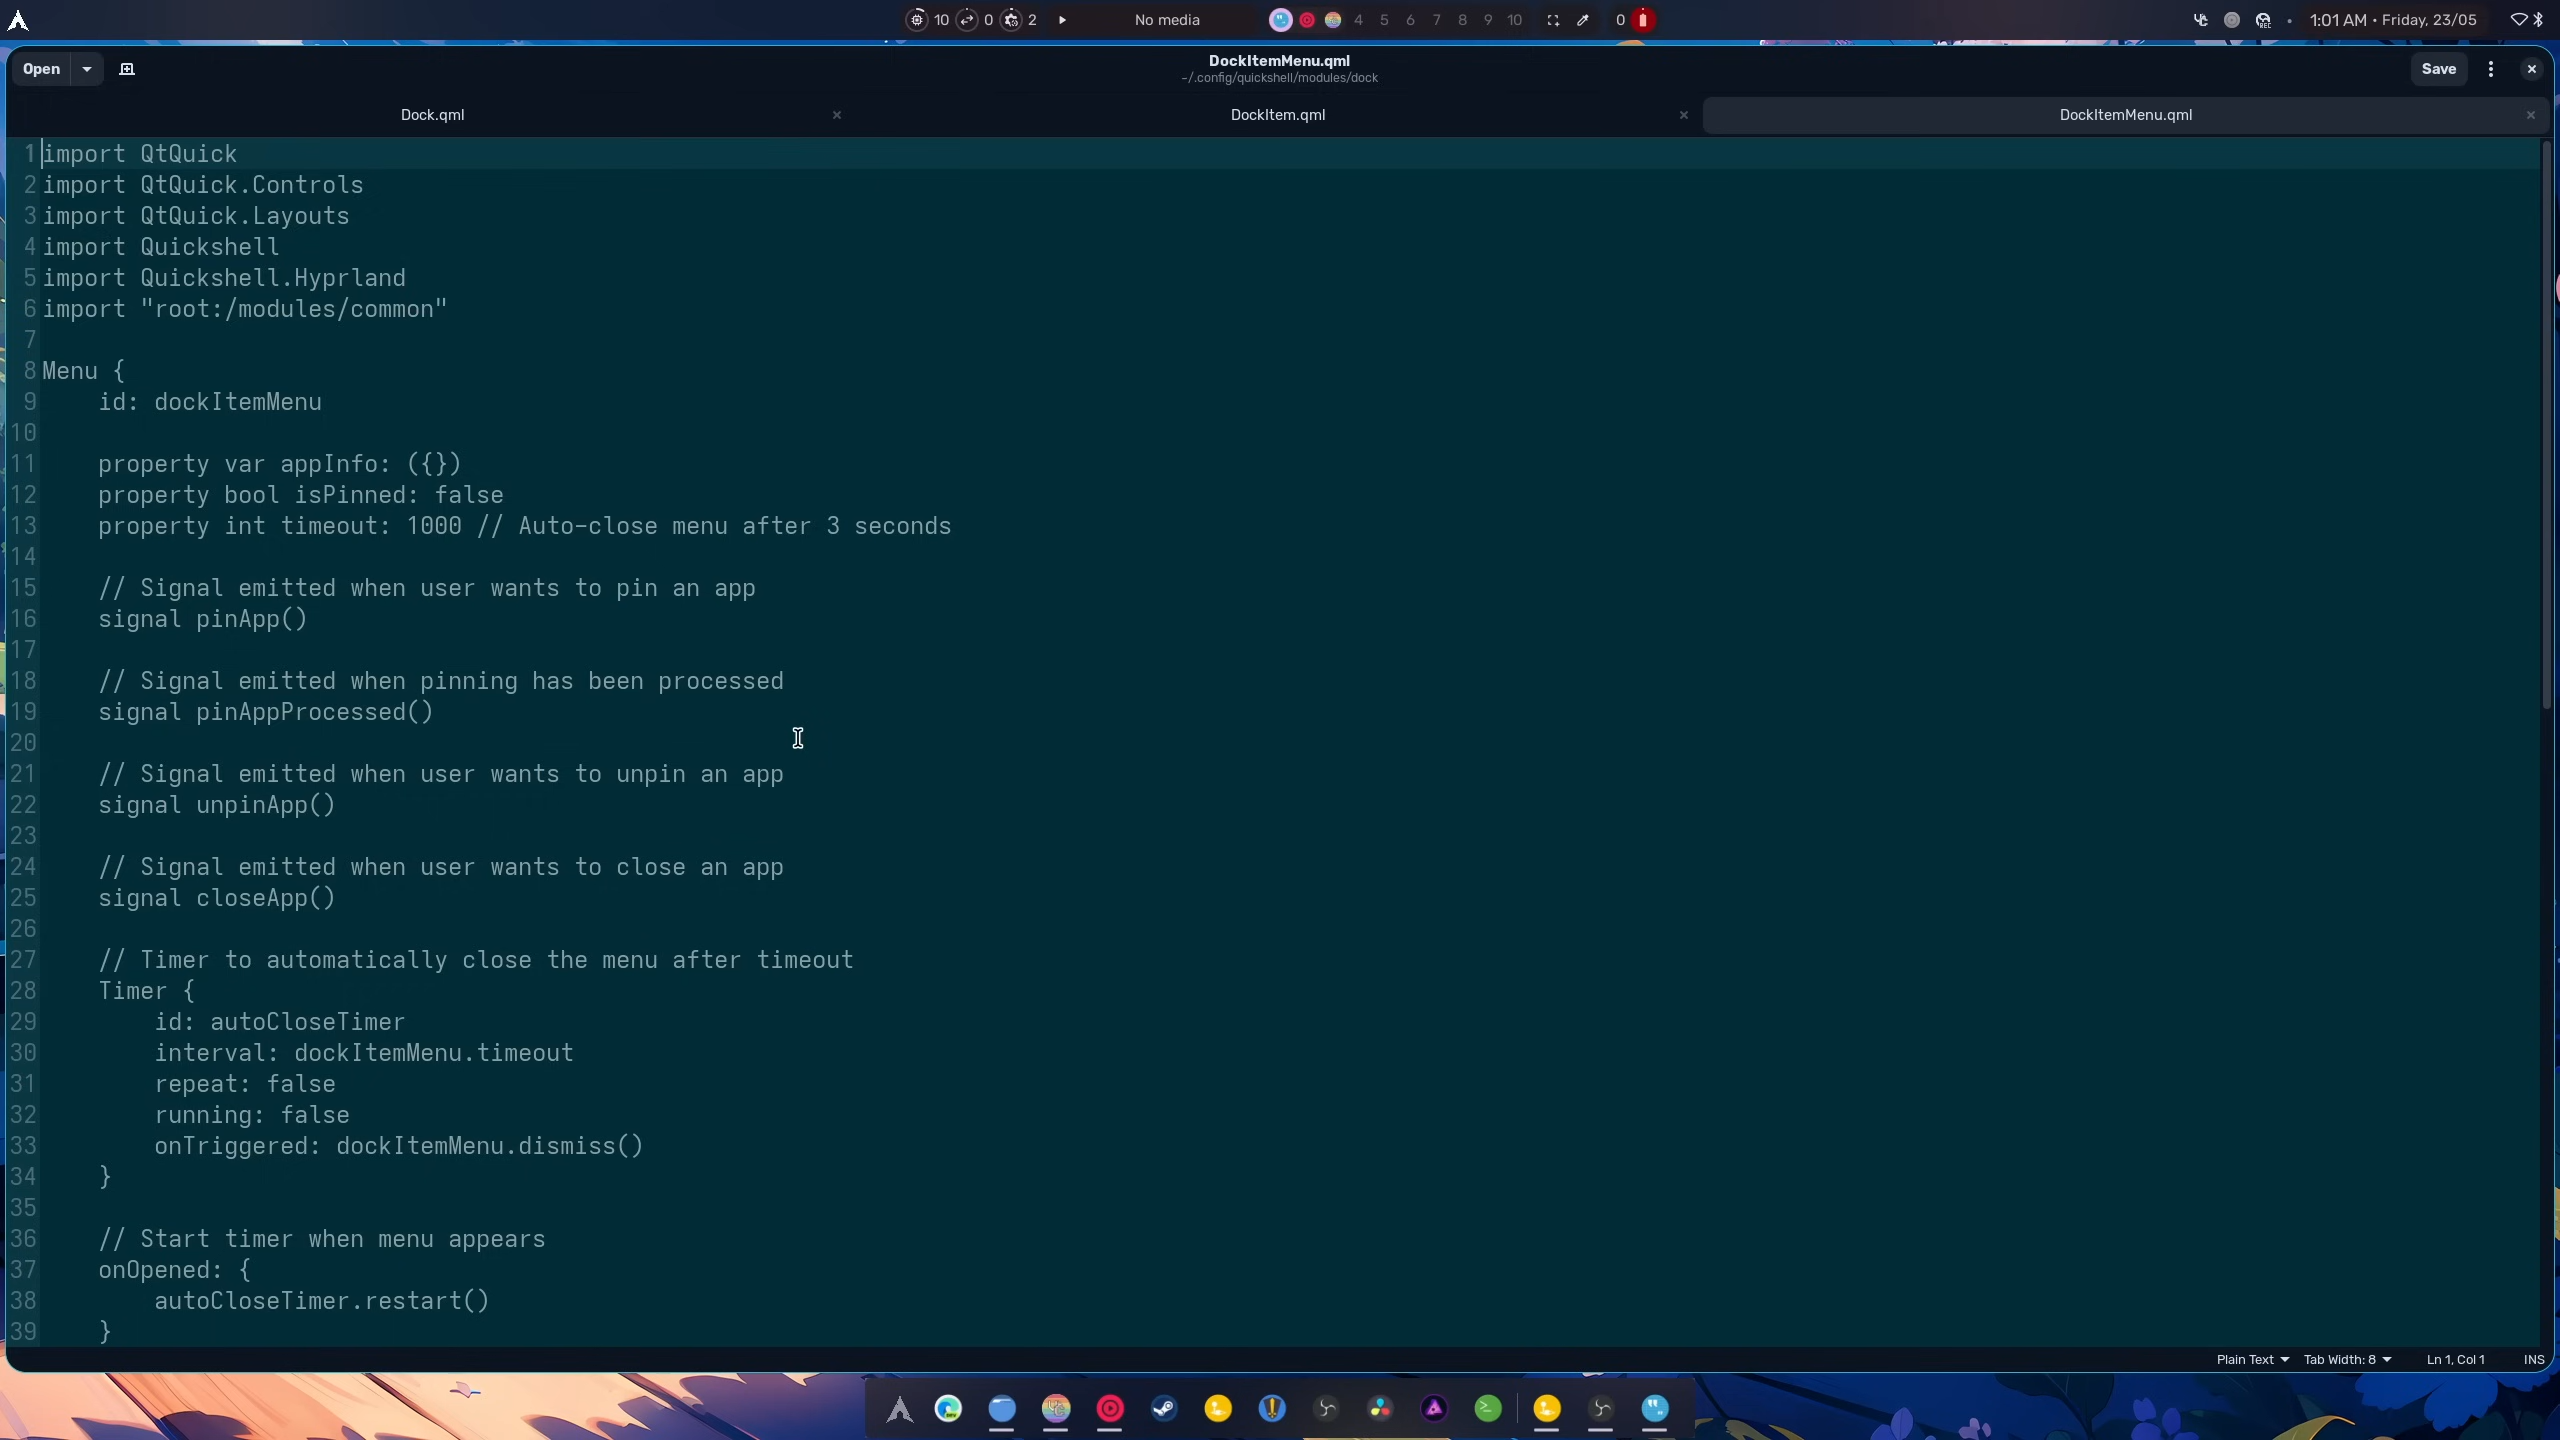 10 0 2 No media 4 5 6 7 8 9 10 0 1:01 AM • Friday, 23/05
Open DockItemMenu.qml Save
~/.config/quickshell/modules/dock
Dock.qml DockItem.qml DockItemMenu.qml
1 import QtQuick
2 import QtQuick.Controls
3 import QtQuick.Layouts
4 import Quickshell
5 import Quickshell.Hyprland
6 import "root:/modules/common"
7
8 Menu {
9     id: dockItemMenu
10
11     property var appInfo: ({})
12     property bool isPinned: false
13     property int timeout: 1000 // Auto-close menu after 3 seconds
14
15     // Signal emitted when user wants to pin an app
16     signal pinApp()
17
18     // Signal emitted when pinning has been processed
19     signal pinAppProcessed()
20
21     // Signal emitted when user wants to unpin an app
22     signal unpinApp()
23
24     // Signal emitted when user wants to close an app
25     signal closeApp()
26
27     // Timer to automatically close the menu after timeout
28     Timer {
29         id: autoCloseTimer
30         interval: dockItemMenu.timeout
31         repeat: false
32         running: false
33         onTriggered: dockItemMenu.dismiss()
34     }
35
36     // Start timer when menu appears
37     onOpened: {
38         autoCloseTimer.restart()
39     }
Plain Text Tab Width: 8 Ln 1, Col 1 INS